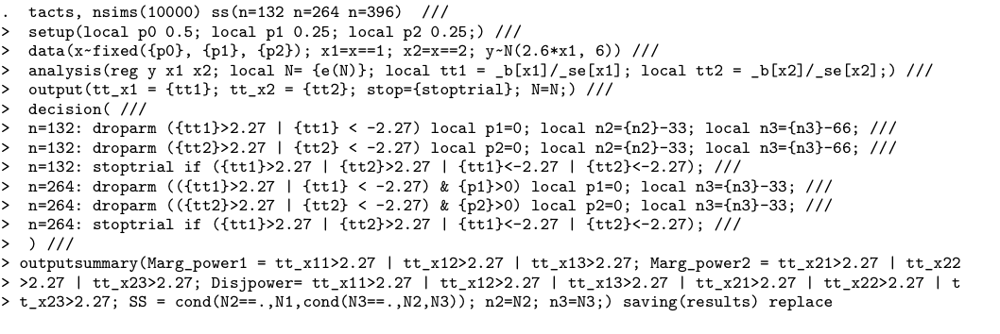 .  tacts, nsims(10000) ss(n=132 n=264 n=396)  ///
>  setup(local p0 0.5; local p1 0.25; local p2 0.25;) ///
>  data(x~fixed({p0}, {p1}, {p2}); x1=x==1; x2=x==2; y~N(2.6*x1, 6)) ///
>  analysis(reg y x1 x2; local N= {e(N)}; local tt1 = _b[x1]/_se[x1]; local tt2 = _b[x2]/_se[x2];) ///
>  output(tt_x1 = {tt1}; tt_x2 = {tt2}; stop={stoptrial}; N=N;) ///
>  decision( ///
>  n=132: droparm ({tt1}>2.27 | {tt1} < -2.27) local p1=0; local n2={n2}-33; local n3={n3}-66; ///
>  n=132: droparm ({tt2}>2.27 | {tt2} < -2.27) local p2=0; local n2={n2}-33; local n3={n3}-66; ///
>  n=132: stoptrial if ({tt1}>2.27 | {tt2}>2.27 | {tt1}<-2.27 | {tt2}<-2.27); ///
>  n=264: droparm (({tt1}>2.27 | {tt1} < -2.27) & {p1}>0) local p1=0; local n3={n3}-33; ///
>  n=264: droparm (({tt2}>2.27 | {tt2} < -2.27) & {p2}>0) local p2=0; local n3={n3}-33; ///
>  n=264: stoptrial if ({tt1}>2.27 | {tt2}>2.27 | {tt1}<-2.27 | {tt2}<-2.27); ///
>  ) ///
> outputsummary(Marg_power1 = tt_x11>2.27 | tt_x12>2.27 | tt_x13>2.27; Marg_power2 = tt_x21>2.27 | tt_x22
> >2.27 | tt_x23>2.27; Disjpower= tt_x11>2.27 | tt_x12>2.27 | tt_x13>2.27 | tt_x21>2.27 | tt_x22>2.27 | t
> t_x23>2.27; SS = cond(N2==.,N1,cond(N3==.,N2,N3)); n2=N2; n3=N3;) saving(results) replace